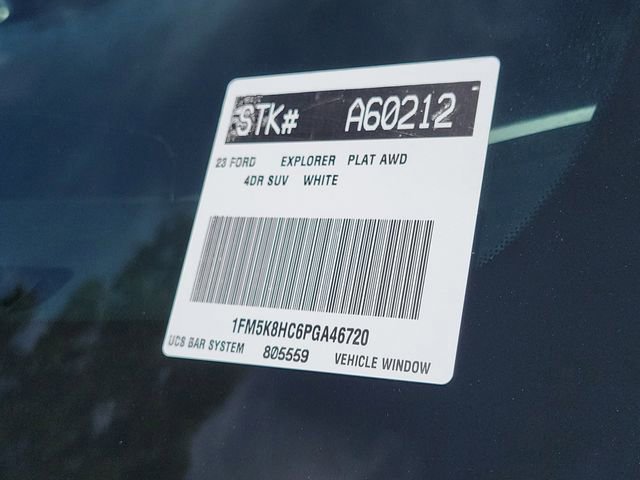 STK# A60212
23 FORD EXPLORER PLAT AWD
4DR SUV WHITE
1FM5K8HC6PGA46720
UCS BAR SYSTEM 805559 VEHICLE WINDOW